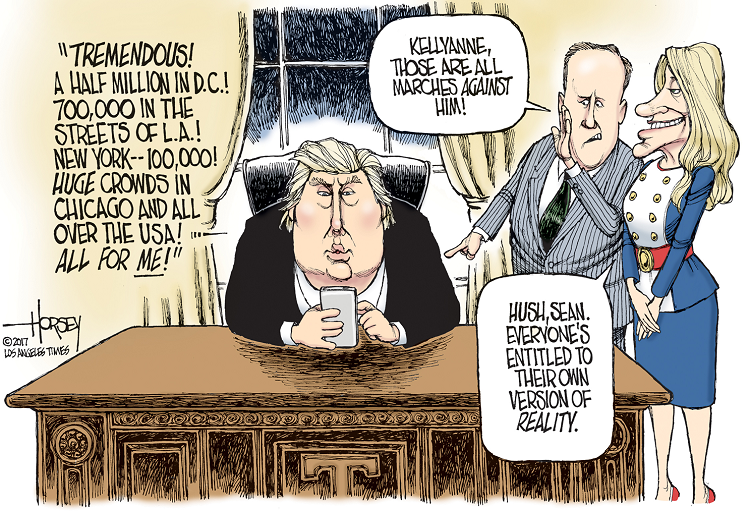 "TREMENDOUS!
A HALF MILLION IN D.C.!
700,000 IN THE
STREETS OF L.A.!
NEW YORK--100,000!
HUGE CROWDS IN
CHICAGO AND ALL
OVER THE USA!
ALL FOR ME!"
KELLYANNE,
THOSE ARE ALL
MARCHES AGAINST
HIM!
HUSH, SEAN.
EVERYONE'S
ENTITLED TO
THEIR OWN
VERSION OF
REALITY.
HORSEY
©2017
LOS ANGELES TIMES
T